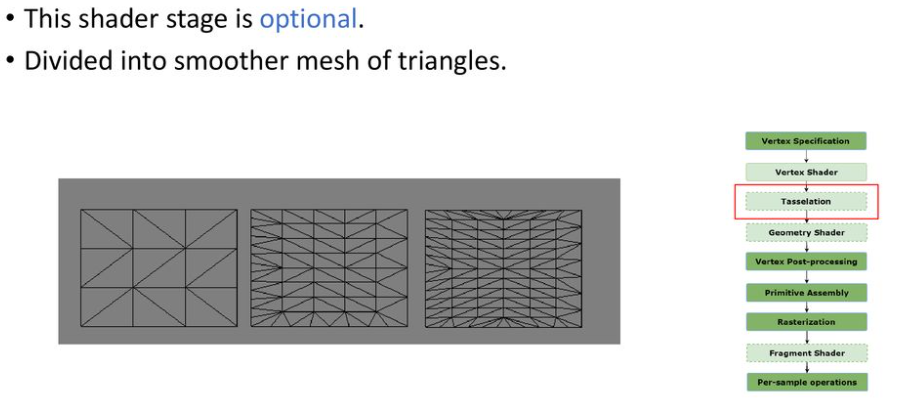 • This shader stage is optional.
• Divided into smoother mesh of triangles.
Vertex Specification
Vertex Shader
Tasselation
Geometry Shader
Vertex Post-processing
Primitive Assembly
Rasterization
Fragment Shader
Per-sample operations